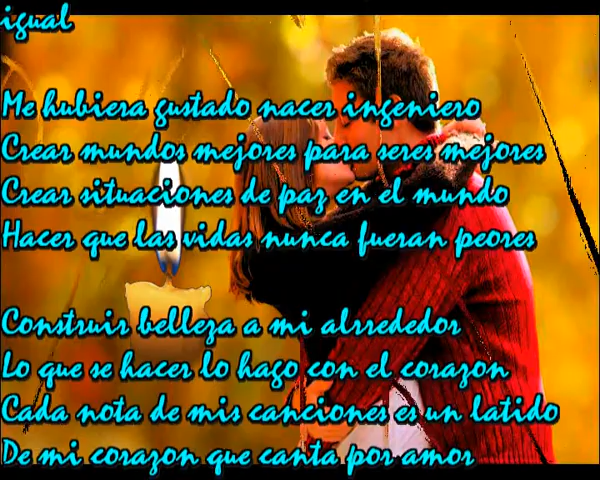 igual
Me hubiera gustado nacer ingeniero
Crear mundos mejores para seres mejores
Crear situaciones de paz en el mundo
Hacer que las vidas nunca fueran peores
Construir belleza a mi alrrededor
Lo que se hacer lo hago con el corazon
Cada nota de mis canciones es un latido
De mi corazon que canta por amor